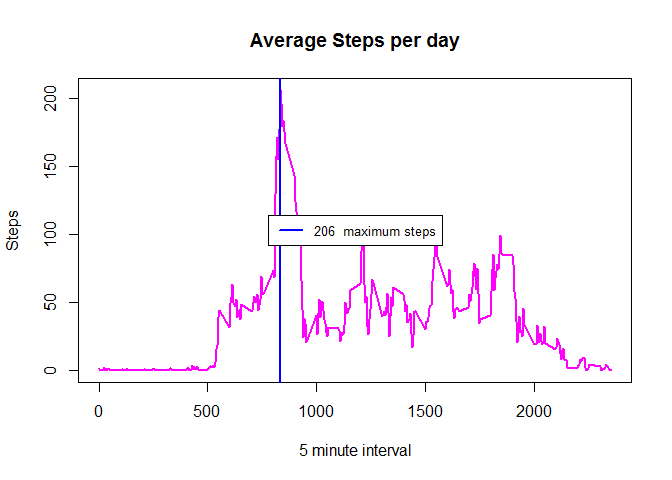 Average Steps per day
Steps
200
150
100
50
0
206  maximum steps
0 500 1000 1500 2000
5 minute interval